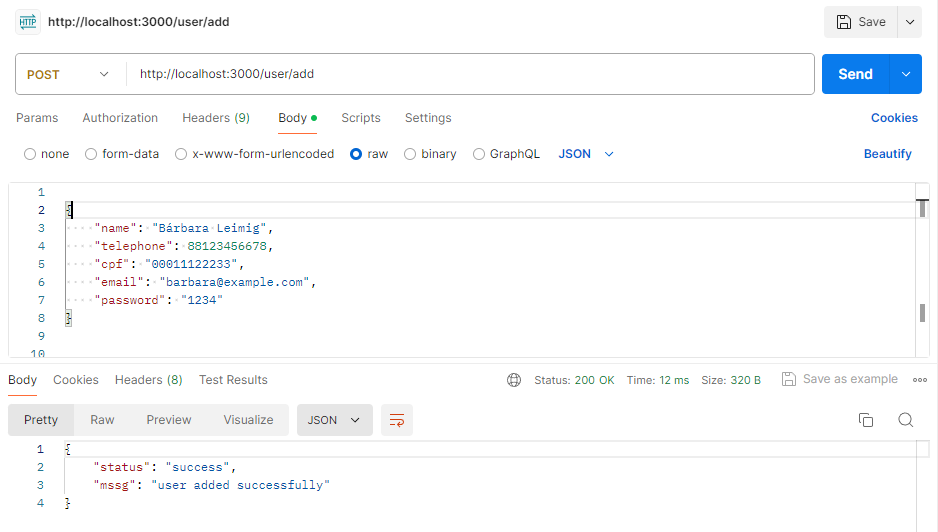 HTTP http://localhost:3000/user/add Save
POST http://localhost:3000/user/add Send
Params Authorization Headers (9) Body Scripts Settings Cookies
none form-data x-www-form-urlencoded raw binary GraphQL JSON Beautify
1
2 {
3 "name": "Bárbara Leimig",
4 "telephone": 88123456678,
5 "cpf": "00011122233",
6 "email": "barbara@example.com",
7 "password": "1234"
8 }
9
10
Body Cookies Headers (8) Test Results Status: 200 OK Time: 12 ms Size: 320 B Save as example
Pretty Raw Preview Visualize JSON
1 {
2 "status": "success",
3 "mssg": "user added successfully"
4 }